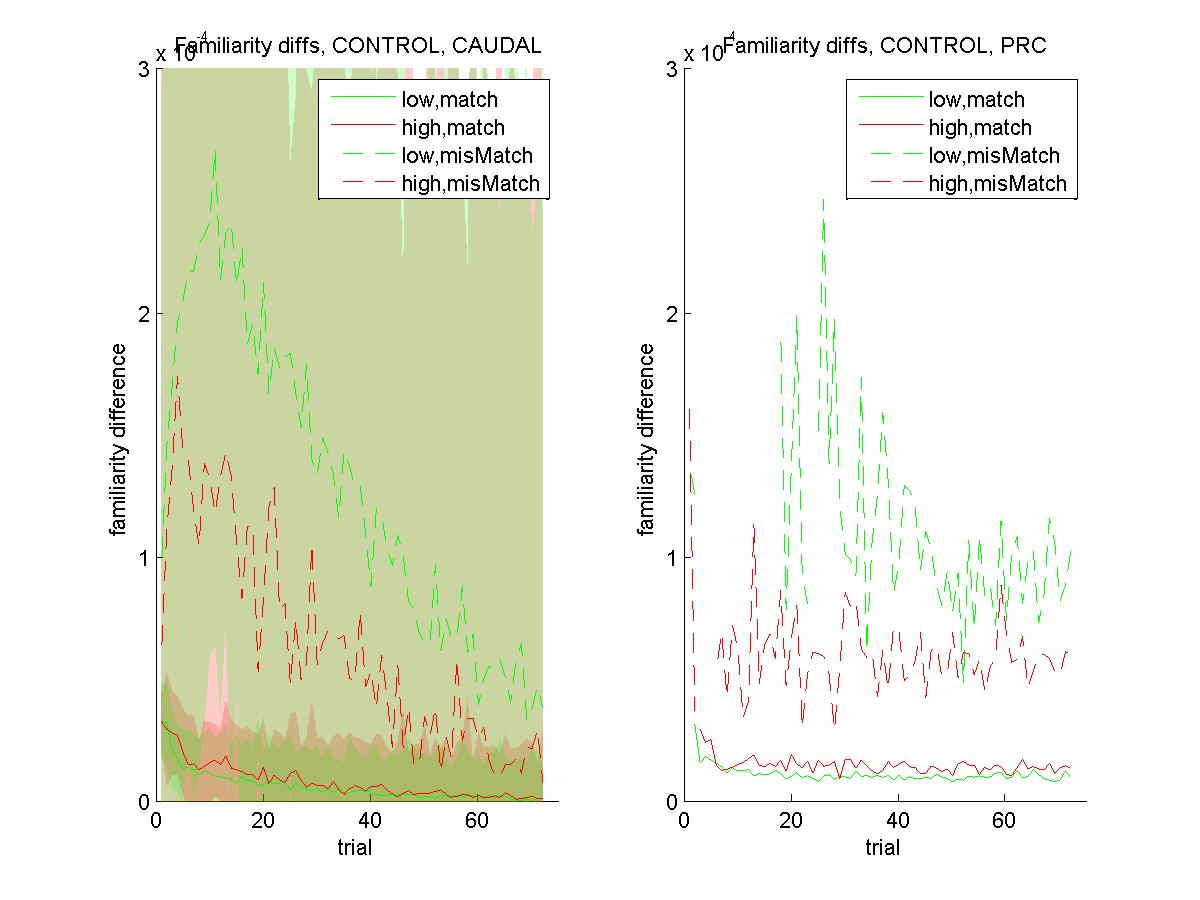 Familiarity diffs, CONTROL, CAUDAL
x 10^-4
3
2
1
0
familiarity difference
low,match
high,match
low,misMatch
high,misMatch
0 20 40 60
trial
Familiarity diffs, CONTROL, PRC
x 10^-4
3
2
1
0
familiarity difference
low,match
high,match
low,misMatch
high,misMatch
0 20 40 60
trial